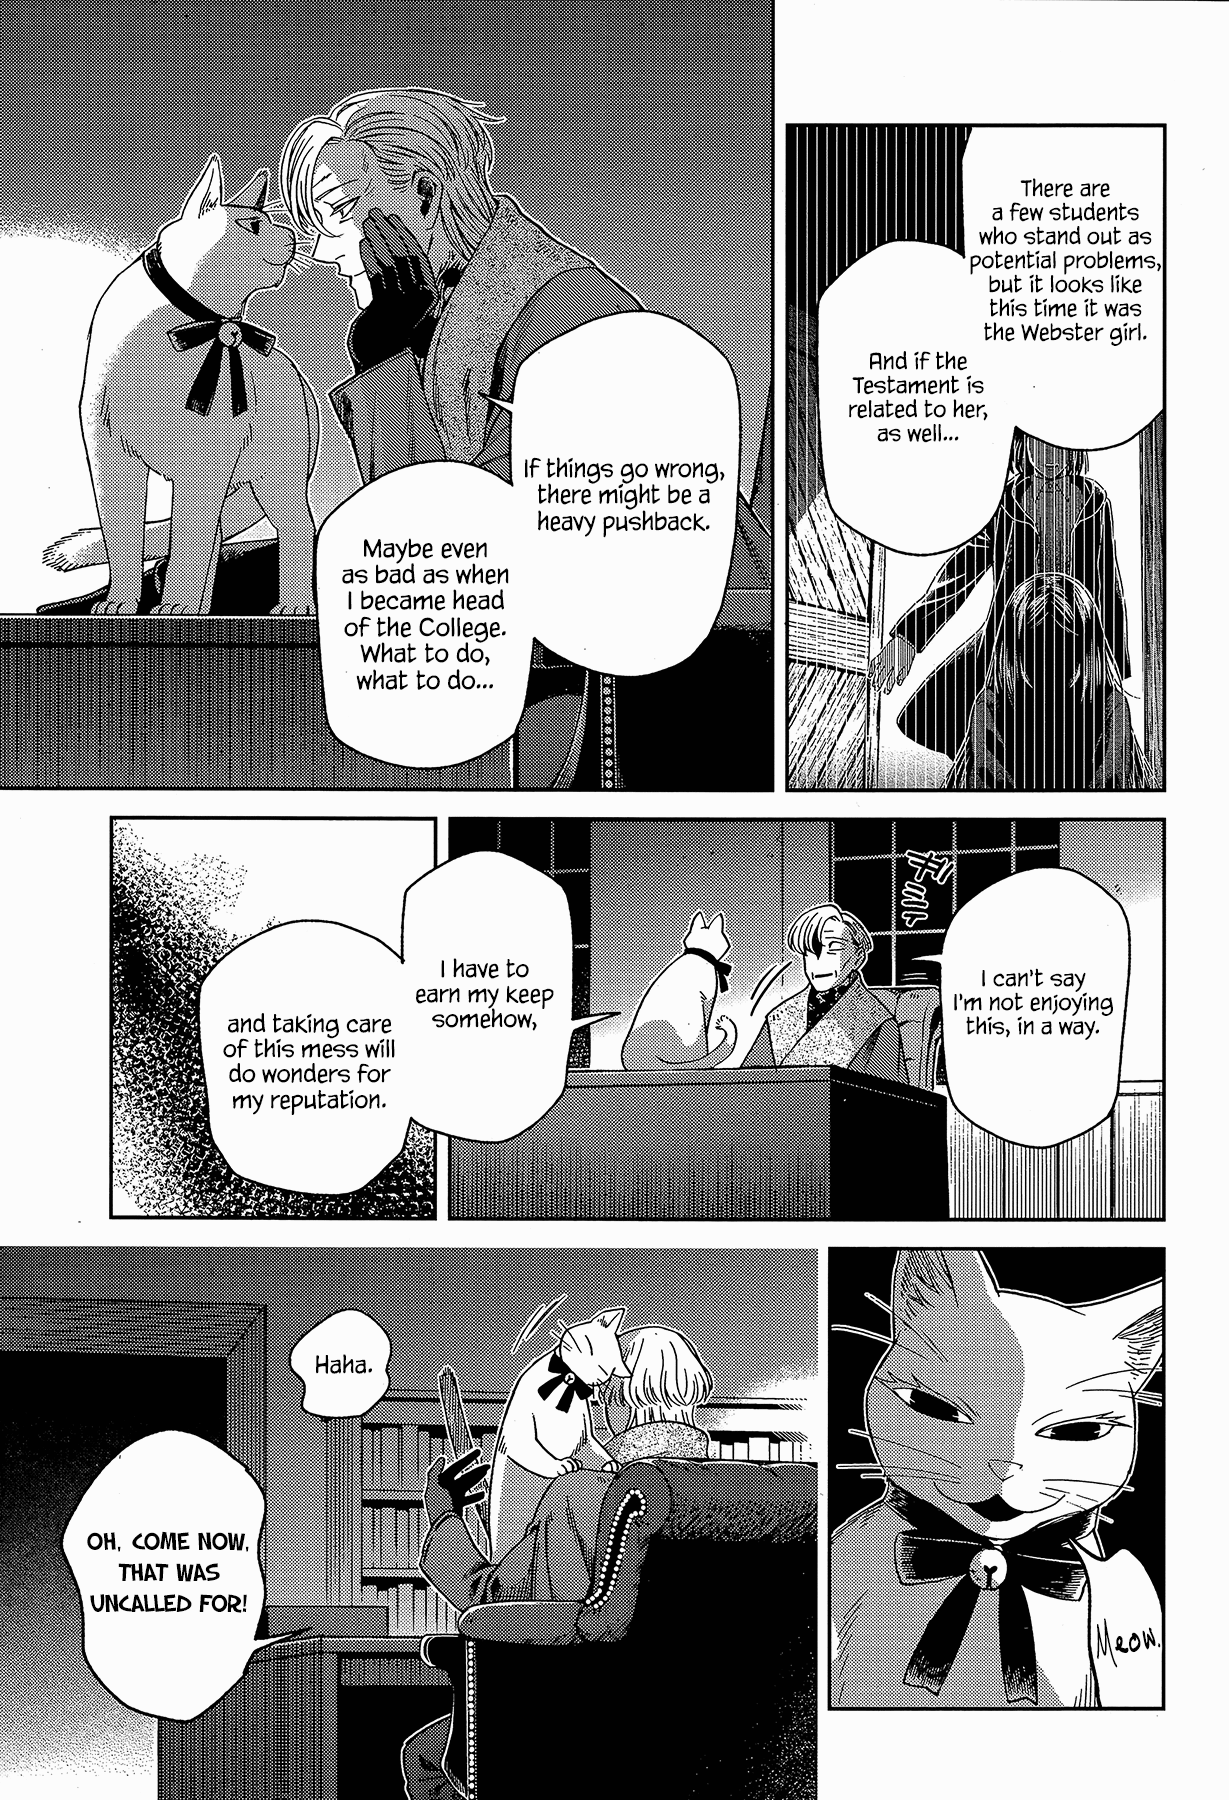 There are
a few students
who stand out as
potential problems,
but it looks like
this time it was
the Webster girl.
And if the
Testament is
related to her,
as well...
If things go wrong,
there might be a
heavy pushback.
Maybe even
as bad as when
I became head
of the College.
What to do,
what to do...
I can't say
I'm not enjoying
this, in a way.
I have to
earn my keep
somehow,
and taking care
of this mess will
do wonders for
my reputation.
Meow.
Haha.
OH, COME NOW,
THAT WAS
UNCALLED FOR!